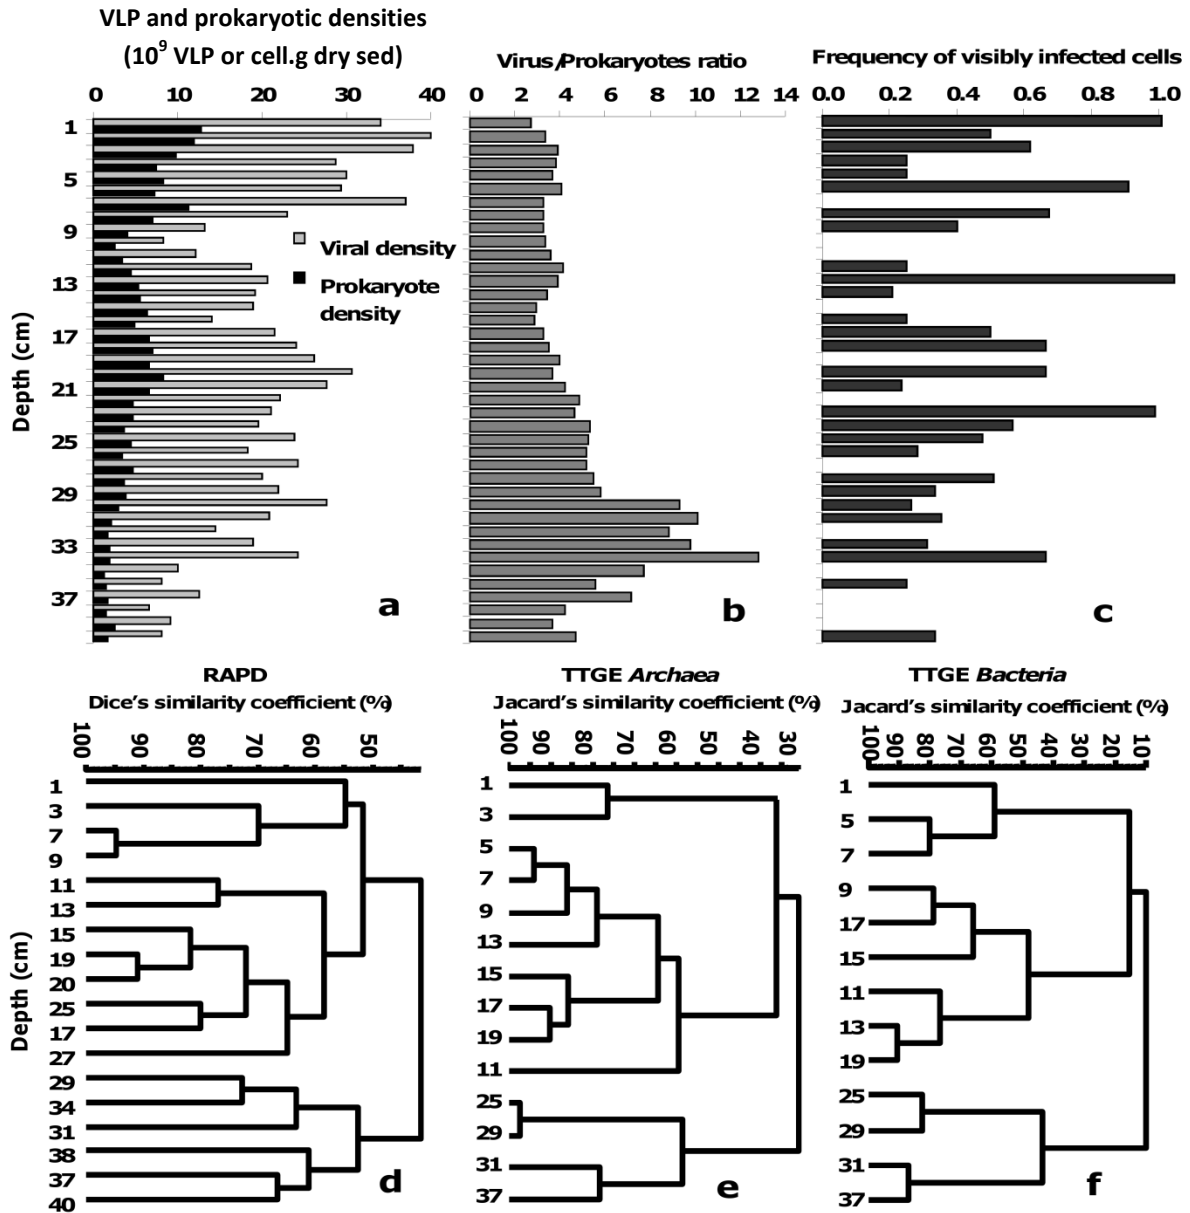 VLP and prokaryotic densities
(10⁹ VLP or cell.g dry sed)
0 10 20 30 40
Depth (cm)
1
5
9
13
17
21
25
29
33
37
Viral density
Prokaryote
density
a
Virus/Prokaryotes ratio
0 2 4 6 8 10 12 14
b
Frequency of visibly infected cells
0.0 0.2 0.4 0.6 0.8 1.0
c
RAPD
Dice's similarity coefficient (%)
100 90 80 70 60 50
Depth (cm)
1
3
7
9
11
13
15
19
20
25
17
27
29
34
31
38
37
40
d
TTGE Archaea
Jacard's similarity coefficient (%)
100 90 80 70 60 50 40 30
1
3
5
7
9
13
15
17
19
11
25
29
31
37
e
TTGE Bacteria
Jacard's similarity coefficient (%)
100 90 80 70 60 50 40 30 20 10
1
5
7
9
17
15
11
13
19
25
29
31
37
f